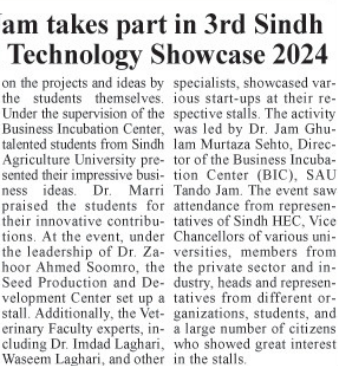 am takes part in 3rd Sindh
Technology Showcase 2024
on the projects and ideas by
the students themselves.
Under the supervision of the
Business Incubation Center,
talented students from Sindh
Agriculture University pre-
sented their impressive busi-
ness ideas. Dr. Marri
praised the students for
their innovative contribu-
tions. At the event, under
the leadership of Dr. Za-
hoor Ahmed Soomro, the
Seed Production and De-
velopment Center set up a
stall. Additionally, the Vet-
erinary Faculty experts, in-
cluding Dr. Imdad Laghari,
Waseem Laghari, and other
specialists, showcased var-
ious start-ups at their re-
spective stalls. The activity
was led by Dr. Jam Ghu-
lam Murtaza Sehto, Direc-
tor of the Business Incuba-
tion Center (BIC), SAU
Tando Jam. The event saw
attendance from represen-
tatives of Sindh HEC, Vice
Chancellors of various uni-
versities, members from
the private sector and in-
dustry, heads and represen-
tatives from different or-
ganizations, students, and
a large number of citizens
who showed great interest
in the stalls.